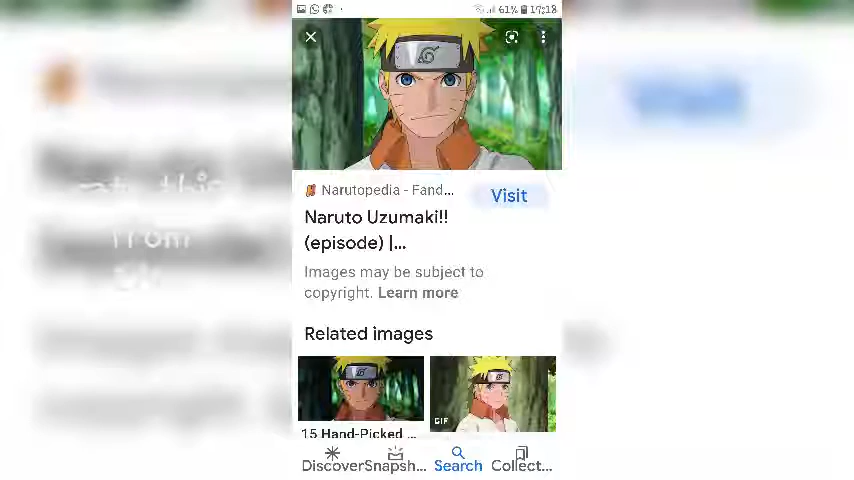 61% 17:18
Narutopedia - Fand...
Visit
Naruto Uzumaki!!
(episode) |...
Images may be subject to
copyright. Learn more
Related images
GIF
15 Hand-Picked ...
Discover Snapsh... Search Collect...